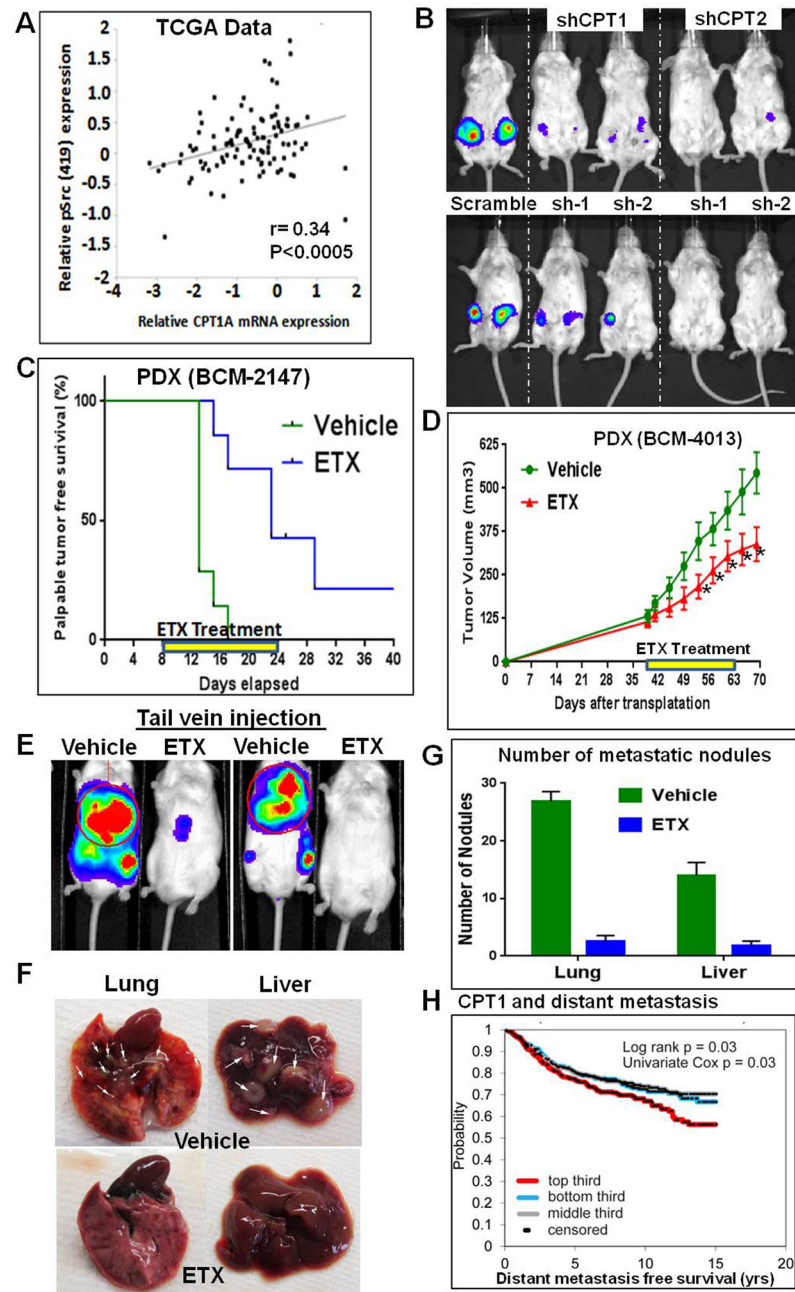 A
TCGA Data
2
1.5
1.0
0.5
0
-0.5
-1.0
-1.5
-2
Relative pSrc (419) expression
r= 0.34
P<0.0005
-4 -3 -2 -1 0 1 2
Relative CPT1A mRNA expression
B
shCPT1 shCPT2
Scramble sh-1 sh-2 sh-1 sh-2
C
PDX (BCM-2147)
100
50
0
Palpable tumor free surival (%)
Vehicle
ETX
ETX Treatment
0 4 8 12 16 20 24 28 32 36 40
Days elapsed
D
PDX (BCM-4013)
625
500
375
250
125
0
Tumor Volume (mm3)
Vehicle
ETX
* * * * *
ETX Treatment
0 7 14 21 28 35 42 49 56 63 70
Days after transplatation
E
Tail vein injection
Vehicle ETX Vehicle ETX
F
Lung Liver
Vehicle
ETX
G
Number of metastatic nodules
30
20
10
0
Number of Nodules
Vehicle
ETX
Lung Liver
H
CPT1 and distant metastasis
1
0.9
0.8
0.7
0.6
0.5
0.4
0.3
0.2
0.1
0
Probability
Log rank p = 0.03
Univariate Cox p = 0.03
top third
bottom third
middle third
censored
0 5 10 15 20
Distant metastasis free survival (yrs)